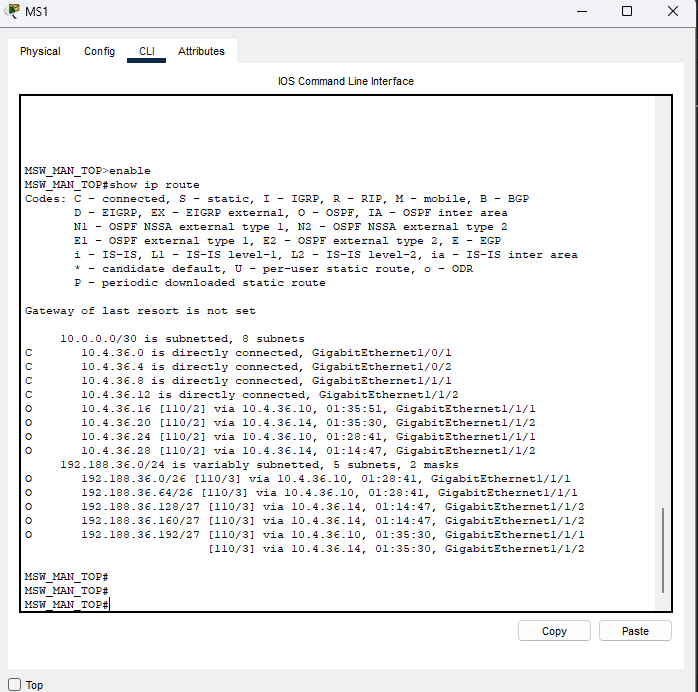 MS1
Physical Config CLI Attributes
IOS Command Line Interface
MSW_MAN_TOP>enable
MSW_MAN_TOP#show ip route
Codes: C - connected, S - static, I - IGRP, R - RIP, M - mobile, B - BGP
D - EIGRP, EX - EIGRP external, O - OSPF, IA - OSPF inter area
N1 - OSPF NSSA external type 1, N2 - OSPF NSSA external type 2
E1 - OSPF external type 1, E2 - OSPF external type 2, E - EGP
i - IS-IS, L1 - IS-IS level-1, L2 - IS-IS level-2, ia - IS-IS inter area
* - candidate default, U - per-user static route, o - ODR
P - periodic downloaded static route
Gateway of last resort is not set
10.0.0.0/30 is subnetted, 8 subnets
C 10.4.36.0 is directly connected, GigabitEthernet1/0/1
C 10.4.36.4 is directly connected, GigabitEthernet1/0/2
C 10.4.36.8 is directly connected, GigabitEthernet1/1/1
C 10.4.36.12 is directly connected, GigabitEthernet1/1/2
O 10.4.36.16 [110/2] via 10.4.36.10, 01:35:51, GigabitEthernet1/1/1
O 10.4.36.20 [110/2] via 10.4.36.14, 01:35:30, GigabitEthernet1/1/2
O 10.4.36.24 [110/2] via 10.4.36.10, 01:28:41, GigabitEthernet1/1/1
O 10.4.36.28 [110/2] via 10.4.36.14, 01:14:47, GigabitEthernet1/1/2
192.188.36.0/24 is variably subnetted, 5 subnets, 2 masks
O 192.188.36.0/26 [110/3] via 10.4.36.10, 01:28:41, GigabitEthernet1/1/1
O 192.188.36.64/26 [110/3] via 10.4.36.10, 01:28:41, GigabitEthernet1/1/1
O 192.188.36.128/27 [110/3] via 10.4.36.14, 01:14:47, GigabitEthernet1/1/2
O 192.188.36.160/27 [110/3] via 10.4.36.14, 01:14:47, GigabitEthernet1/1/2
O 192.188.36.192/27 [110/3] via 10.4.36.10, 01:35:30, GigabitEthernet1/1/1
[110/3] via 10.4.36.14, 01:35:30, GigabitEthernet1/1/2
MSW_MAN_TOP#
MSW_MAN_TOP#
MSW_MAN_TOP#
Copy Paste
Top